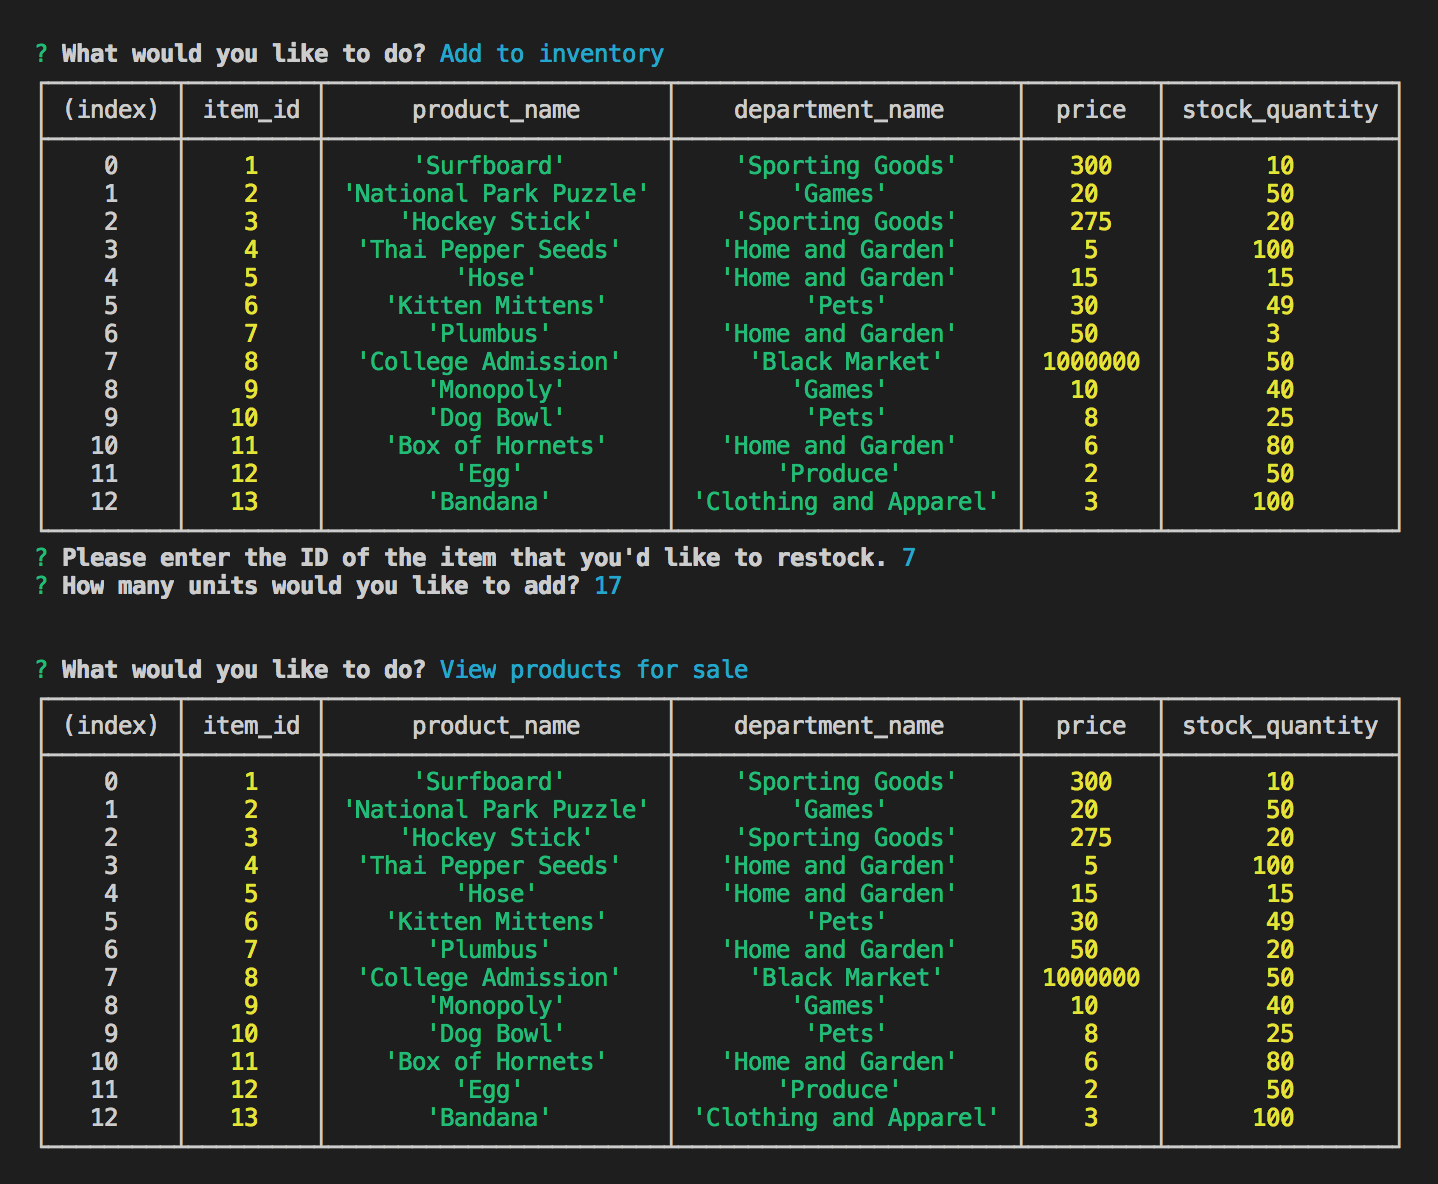 ? What would you like to do? Add to inventory
(index) item_id product_name department_name price stock_quantity
0 1 'Surfboard' 'Sporting Goods' 300 10
1 2 'National Park Puzzle' 'Games' 20 50
2 3 'Hockey Stick' 'Sporting Goods' 275 20
3 4 'Thai Pepper Seeds' 'Home and Garden' 5 100
4 5 'Hose' 'Home and Garden' 15 15
5 6 'Kitten Mittens' 'Pets' 30 49
6 7 'Plumbus' 'Home and Garden' 50 3
7 8 'College Admission' 'Black Market' 1000000 50
8 9 'Monopoly' 'Games' 10 40
9 10 'Dog Bowl' 'Pets' 8 25
10 11 'Box of Hornets' 'Home and Garden' 6 80
11 12 'Egg' 'Produce' 2 50
12 13 'Bandana' 'Clothing and Apparel' 3 100
? Please enter the ID of the item that you'd like to restock. 7
? How many units would you like to add? 17
? What would you like to do? View products for sale
(index) item_id product_name department_name price stock_quantity
0 1 'Surfboard' 'Sporting Goods' 300 10
1 2 'National Park Puzzle' 'Games' 20 50
2 3 'Hockey Stick' 'Sporting Goods' 275 20
3 4 'Thai Pepper Seeds' 'Home and Garden' 5 100
4 5 'Hose' 'Home and Garden' 15 15
5 6 'Kitten Mittens' 'Pets' 30 49
6 7 'Plumbus' 'Home and Garden' 50 20
7 8 'College Admission' 'Black Market' 1000000 50
8 9 'Monopoly' 'Games' 10 40
9 10 'Dog Bowl' 'Pets' 8 25
10 11 'Box of Hornets' 'Home and Garden' 6 80
11 12 'Egg' 'Produce' 2 50
12 13 'Bandana' 'Clothing and Apparel' 3 100